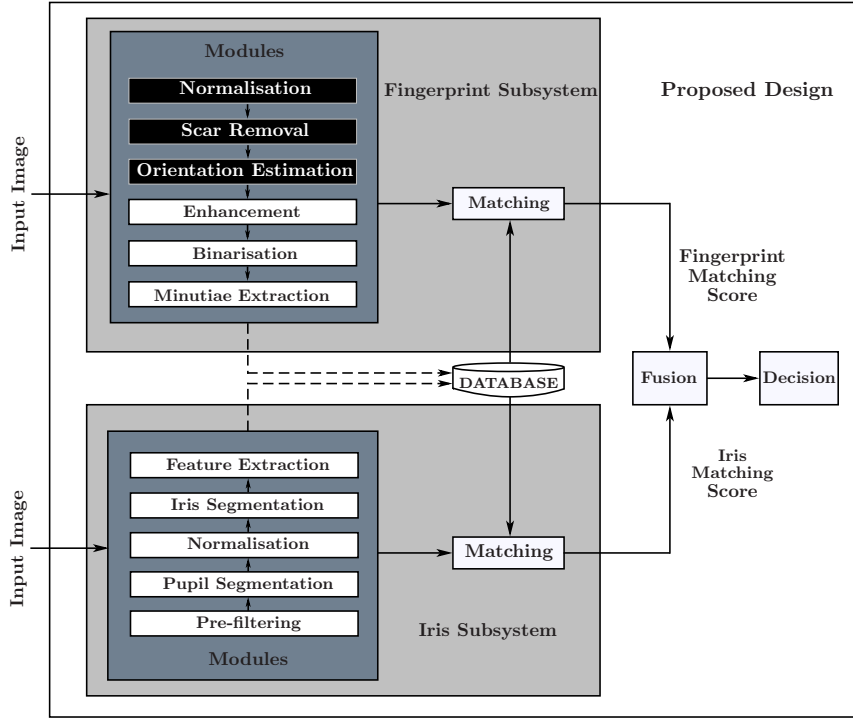 Modules
Normalisation
Scar Removal
Orientation Estimation
Enhancement
Binarisation
Minutiae Extraction
Fingerprint Subsystem
Proposed Design
Input Image
Matching
Fingerprint
Matching
Score
DATABASE
Fusion
Decision
Feature Extraction
Iris Segmentation
Normalisation
Pupil Segmentation
Pre-filtering
Modules
Input Image
Matching
Iris
Matching
Score
Iris Subsystem